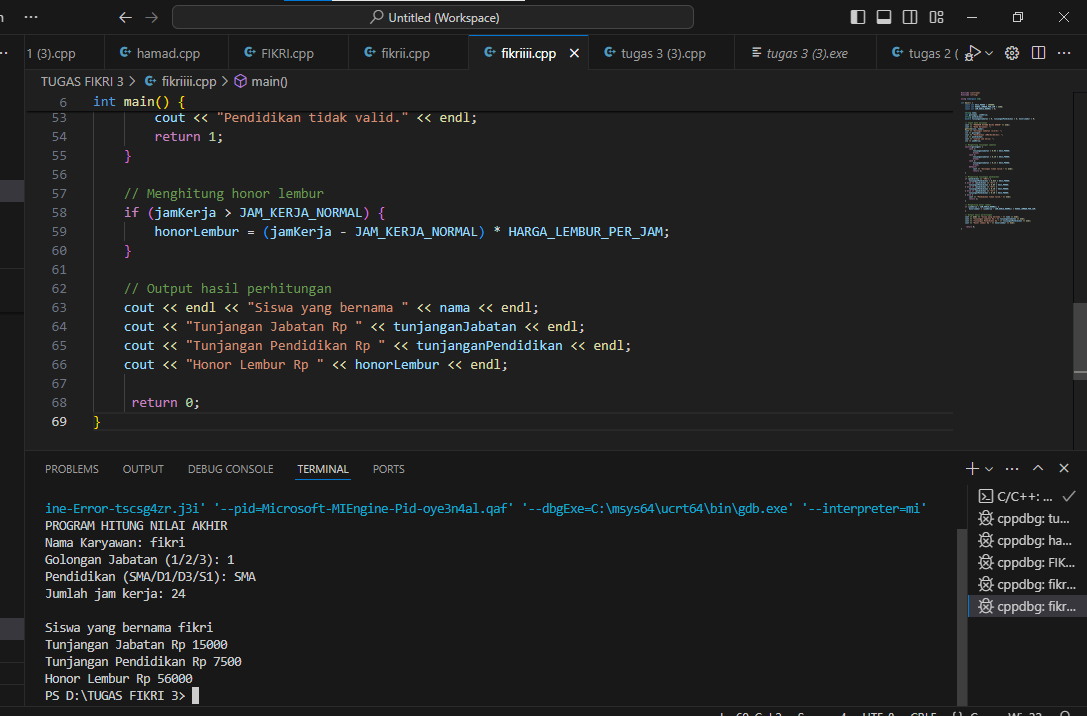 Untitled (Workspace)
1 (3).cpp hamad.cpp FIKRI.cpp fikrii.cpp fikriiii.cpp tugas 3 (3).cpp tugas 3 (3).exe tugas 2 (
TUGAS FIKRI 3 > fikriiii.cpp > main()
6 int main() {
53 cout << "Pendidikan tidak valid." << endl;
54 return 1;
55 }
56
57 // Menghitung honor lembur
58 if (jamKerja > JAM_KERJA_NORMAL) {
59 honorLembur = (jamKerja - JAM_KERJA_NORMAL) * HARGA_LEMBUR_PER_JAM;
60 }
61
62 // Output hasil perhitungan
63 cout << endl << "Siswa yang bernama " << nama << endl;
64 cout << "Tunjangan Jabatan Rp " << tunjanganJabatan << endl;
65 cout << "Tunjangan Pendidikan Rp " << tunjanganPendidikan << endl;
66 cout << "Honor Lembur Rp " << honorLembur << endl;
67
68 return 0;
69 }
PROBLEMS OUTPUT DEBUG CONSOLE TERMINAL PORTS
ine-Error-tscsg4zr.j3i' '--pid=Microsoft-MIEngine-Pid-oye3n4al.qaf' '--dbgExe=C:\msys64\ucrt64\bin\gdb.exe' '--interpreter=mi'
PROGRAM HITUNG NILAI AKHIR
Nama Karyawan: fikri
Golongan Jabatan (1/2/3): 1
Pendidikan (SMA/D1/D3/S1): SMA
Jumlah jam kerja: 24

Siswa yang bernama fikri
Tunjangan Jabatan Rp 15000
Tunjangan Pendidikan Rp 7500
Honor Lembur Rp 56000
PS D:\TUGAS FIKRI 3>
C/C++: ...
cppdbg: tu...
cppdbg: ha...
cppdbg: FIK...
cppdbg: fikr...
cppdbg: fikr...